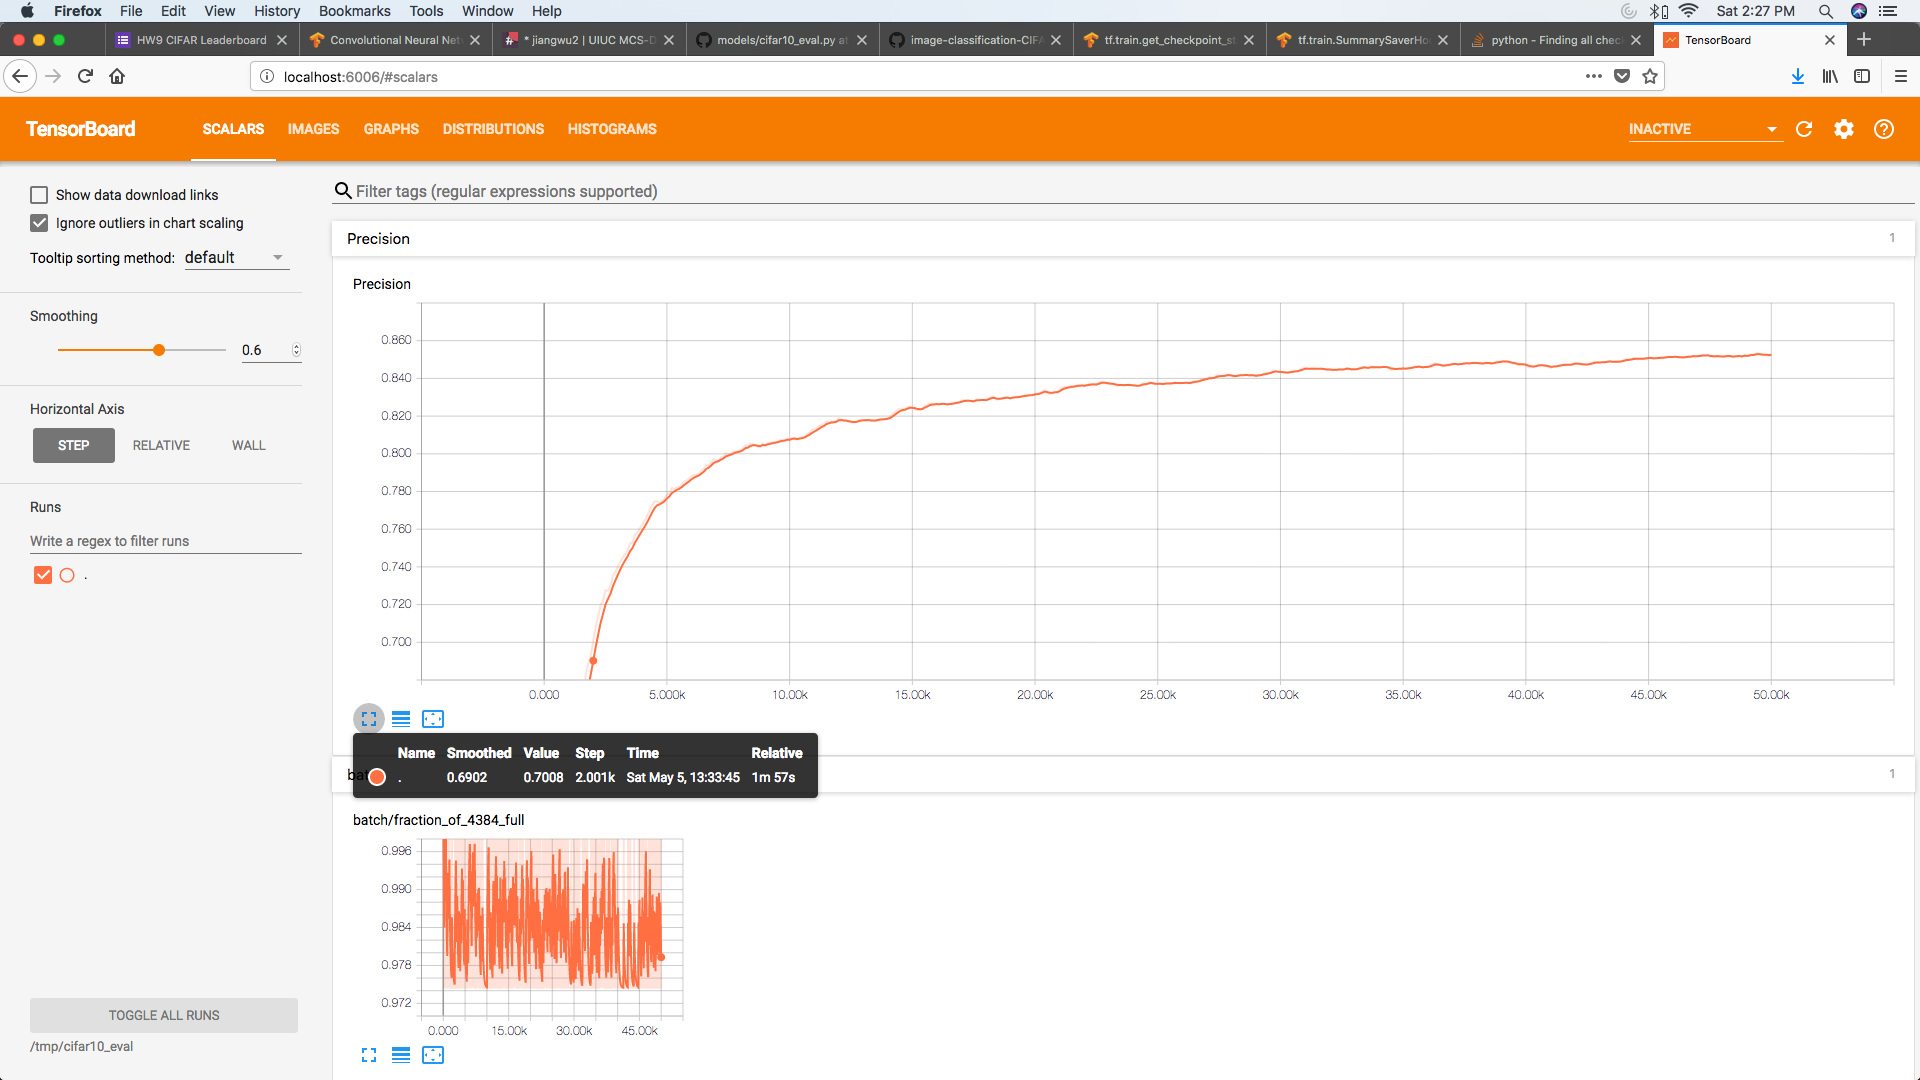 Firefox File Edit View History Bookmarks Tools Window Help Sat 2:27 PM
HW9 CIFAR Leaderboard Convolutional Neural Net * jiangwu2 | UIUC MCS-D models/cifar10_eval.py at image-classification-CIFA tf.train.get_checkpoint_st tf.train.SummarySaverHo python - Finding all chec TensorBoard
localhost:6006/#scalars
TensorBoard SCALARS IMAGES GRAPHS DISTRIBUTIONS HISTOGRAMS INACTIVE
Show data download links
Ignore outliers in chart scaling
Tooltip sorting method: default
Smoothing
0.6
Horizontal Axis
STEP RELATIVE WALL
Runs
Write a regex to filter runs
.
TOGGLE ALL RUNS
/tmp/cifar10_eval
Filter tags (regular expressions supported)
Precision 1
Precision
0.860
0.840
0.820
0.800
0.780
0.760
0.740
0.720
0.700
0.000 5.000k 10.00k 15.00k 20.00k 25.00k 30.00k 35.00k 40.00k 45.00k 50.00k
Name Smoothed Value Step Time Relative
. 0.6902 0.7008 2.001k Sat May 5, 13:33:45 1m 57s
1
batch/fraction_of_4384_full
0.996
0.990
0.984
0.978
0.972
0.000 15.00k 30.00k 45.00k